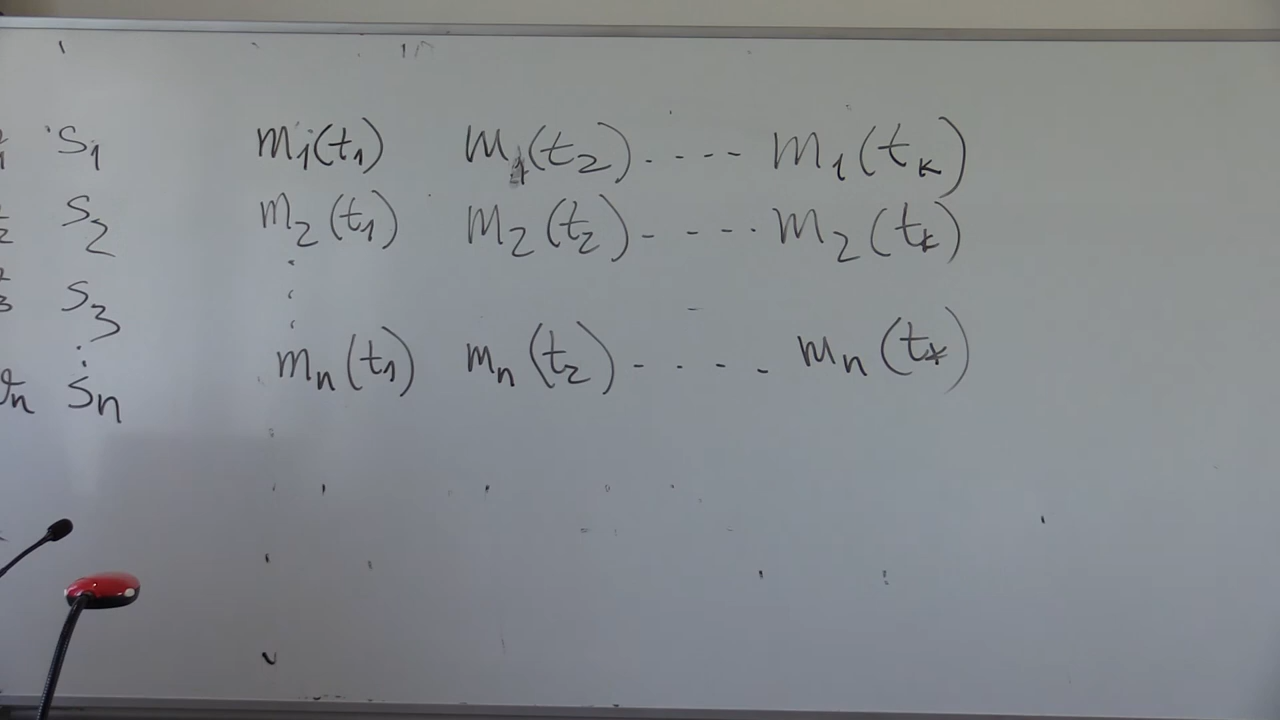 S₁ m₁(t₁) m₁(t₂) . - - - - m₁(tₖ)
S₂ m₂(t₁) m₂(t₂) - - - - · m₂(tₖ)
S₃
Sₙ mₙ(t₁) mₙ(t₂) - · - - mₙ(tₖ)